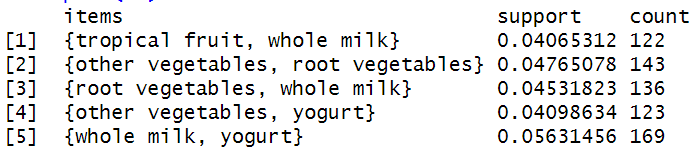 items support count
[1] {tropical fruit, whole milk} 0.04065312 122
[2] {other vegetables, root vegetables} 0.04765078 143
[3] {root vegetables, whole milk} 0.04531823 136
[4] {other vegetables, yogurt} 0.04098634 123
[5] {whole milk, yogurt} 0.05631456 169